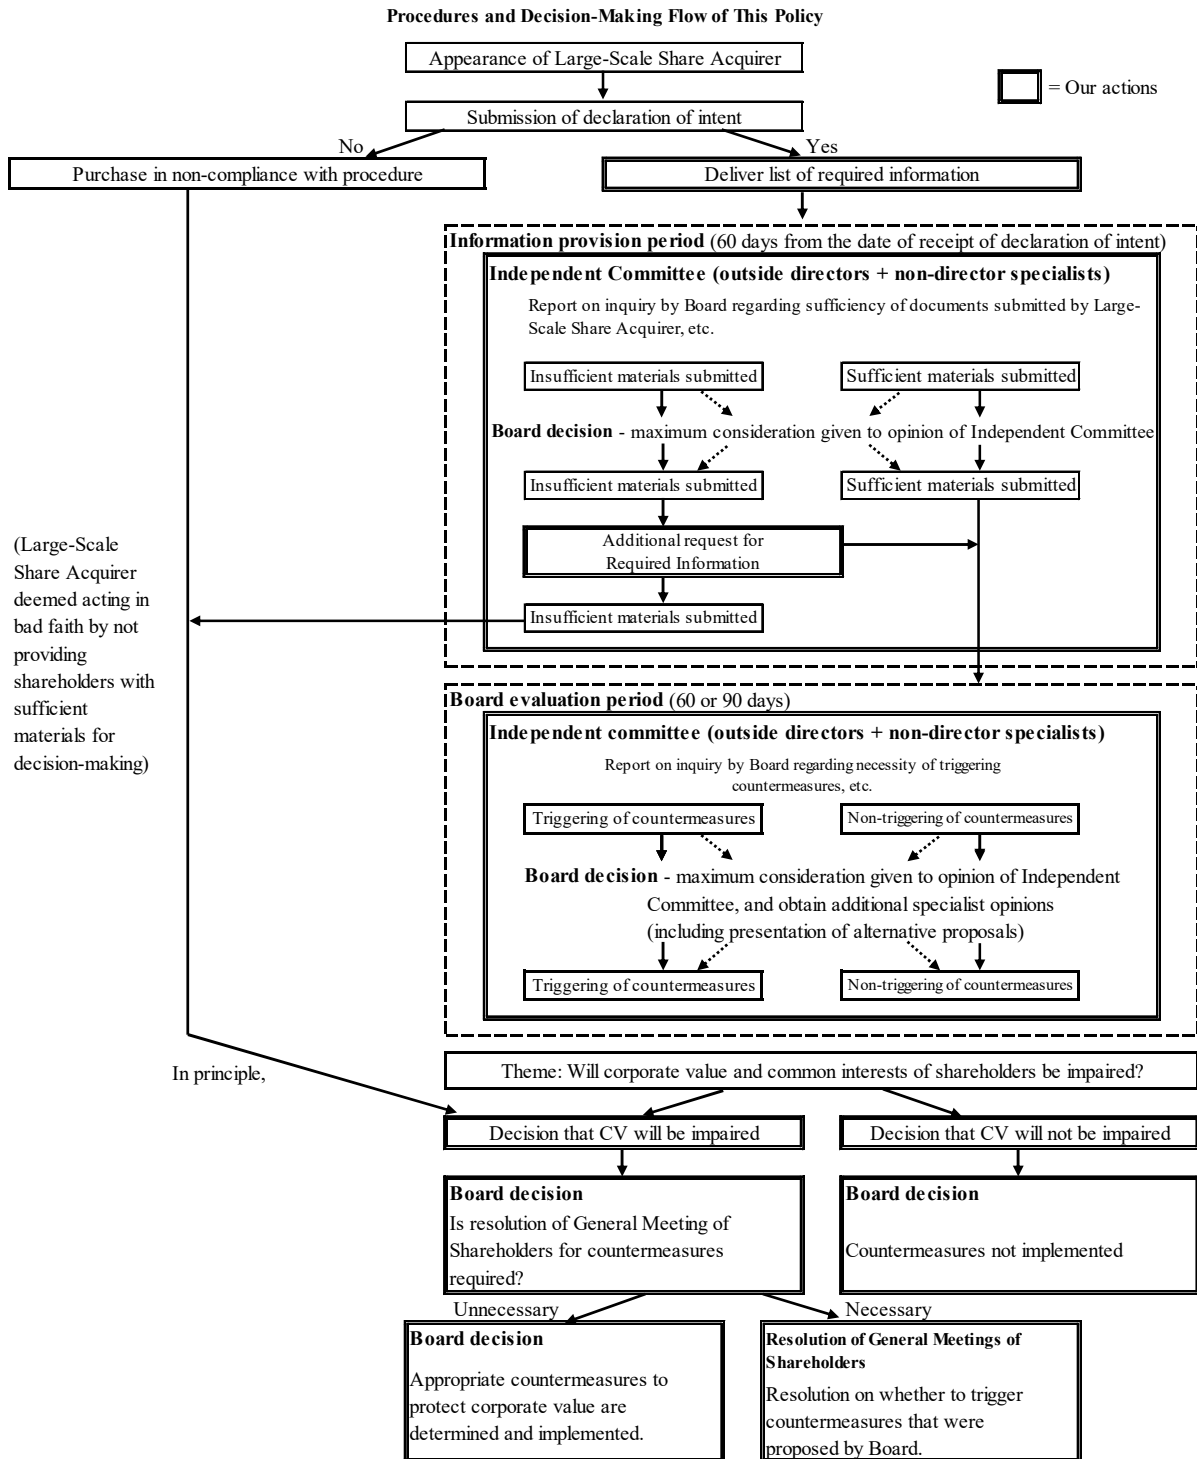 Procedures and Decision-Making Flow of This Policy
Appearance of Large-Scale Share Acquirer
= Our actions
Submission of declaration of intent
No
Yes
Purchase in non-compliance with procedure
Deliver list of required information
Information provision period (60 days from the date of receipt of declaration of intent)
Independent Committee (outside directors + non-director specialists)
Report on inquiry by Board regarding sufficiency of documents submitted by Large-
Scale Share Acquirer, etc.
Insufficient materials submitted
Sufficient materials submitted
Board decision - maximum consideration given to opinion of Independent Committee
Insufficient materials submitted
Sufficient materials submitted
Additional request for
Required Information
Insufficient materials submitted
(Large-Scale
Share Acquirer
deemed acting in
bad faith by not
providing
shareholders with
sufficient
materials for
decision-making)
Board evaluation period (60 or 90 days)
Independent committee (outside directors + non-director specialists)
Report on inquiry by Board regarding necessity of triggering
countermeasures, etc.
Triggering of countermeasures
Non-triggering of countermeasures
Board decision - maximum consideration given to opinion of Independent
Committee, and obtain additional specialist opinions
(including presentation of alternative proposals)
Triggering of countermeasures
Non-triggering of countermeasures
In principle,
Theme: Will corporate value and common interests of shareholders be impaired?
Decision that CV will be impaired
Decision that CV will not be impaired
Board decision
Is resolution of General Meeting of
Shareholders for countermeasures
required?
Board decision
Countermeasures not implemented
Unnecessary
Necessary
Board decision
Appropriate countermeasures to
protect corporate value are
determined and implemented.
Resolution of General Meetings of
Shareholders
Resolution on whether to trigger
countermeasures that were
proposed by Board.